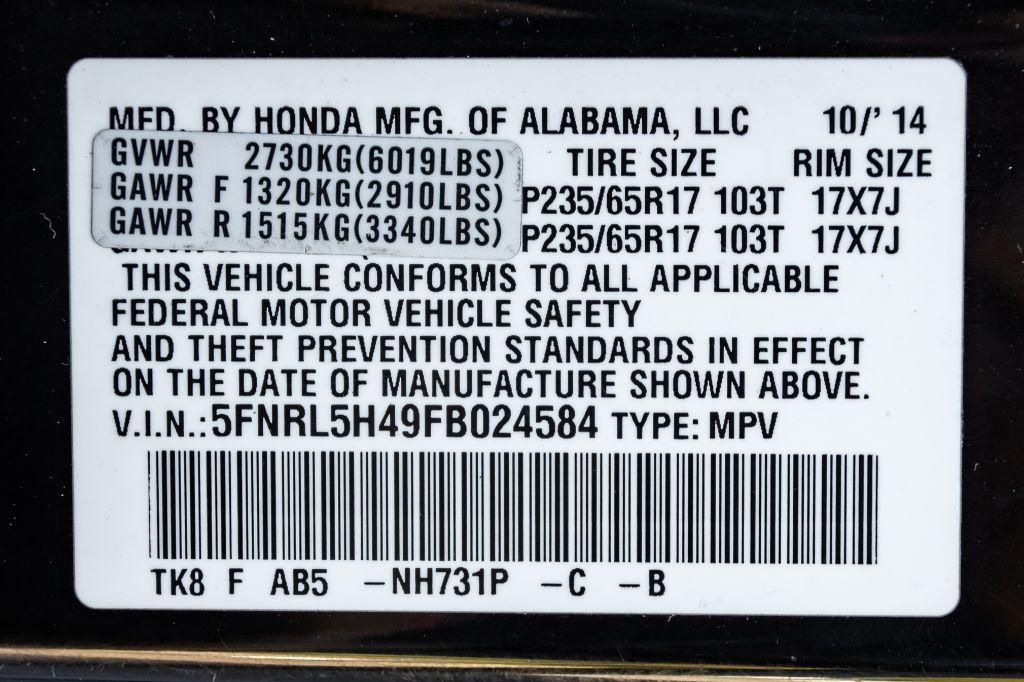 MFD. BY HONDA MFG. OF ALABAMA, LLC 10/' 14
GVWR 2730KG(6019LBS) TIRE SIZE RIM SIZE
GAWR F 1320KG(2910LBS) P235/65R17 103T 17X7J
GAWR R 1515KG(3340LBS) P235/65R17 103T 17X7J
THIS VEHICLE CONFORMS TO ALL APPLICABLE
FEDERAL MOTOR VEHICLE SAFETY
AND THEFT PREVENTION STANDARDS IN EFFECT
ON THE DATE OF MANUFACTURE SHOWN ABOVE.
V.I.N.:5FNRL5H49FB024584 TYPE: MPV
TK8 F AB5 –NH731P –C –B